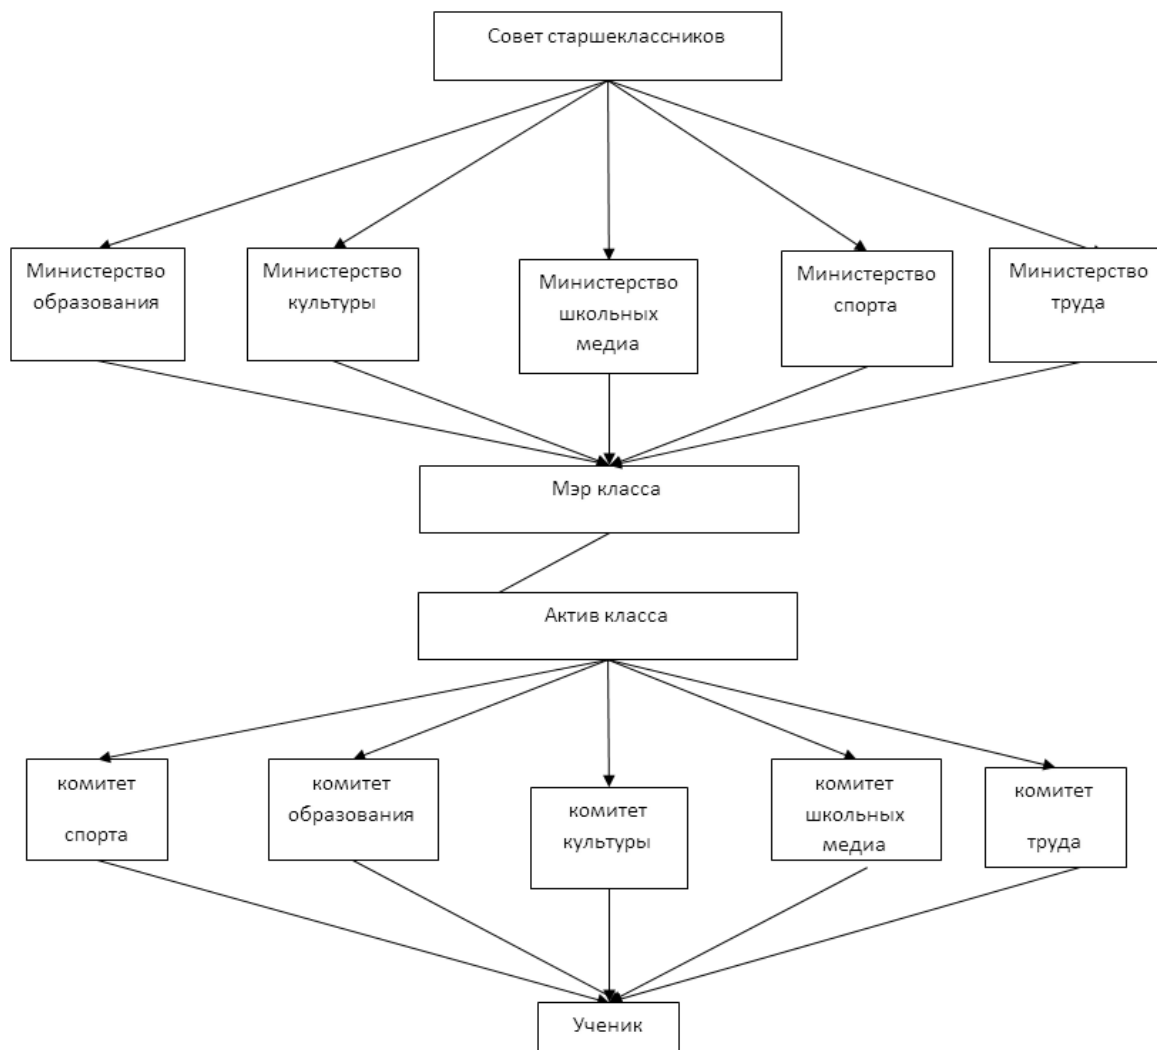 Совет старшеклассников
Министерство
образования
Министерство
культуры
Министерство
школьных
медиа
Министерство
спорта
Министерство
труда
Мэр класса
Актив класса
комитет
спорта
комитет
образования
комитет
культуры
комитет
школьных
медиа
комитет
труда
Ученик